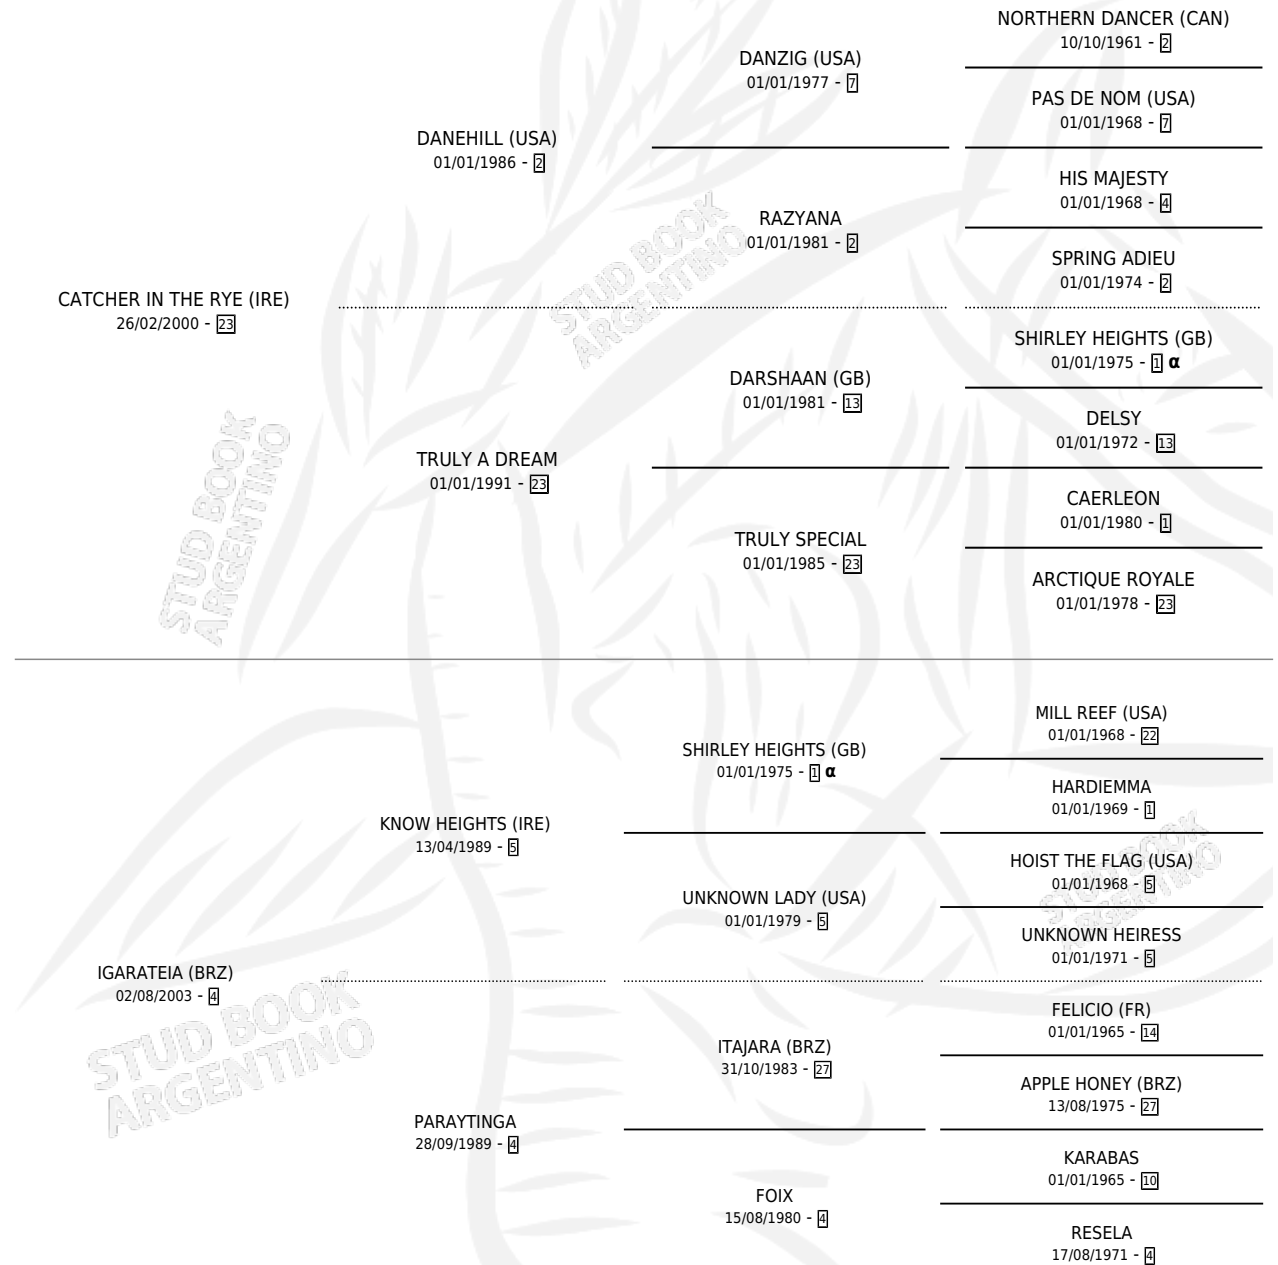 NORTHERN DANCER (CAN)
10/10/1961 - 2
DANZIG (USA)
01/01/1977 - 7
PAS DE NOM (USA)
01/01/1968 - 7
DANEHILL (USA)
01/01/1986 - 2
HIS MAJESTY
01/01/1968 - 4
RAZYANA
01/01/1981 - 2
SPRING ADIEU
01/01/1974 - 2
STUD BOOK
ARGENTINO
CATCHER IN THE RYE (IRE)
26/02/2000 - 23
SHIRLEY HEIGHTS (GB)
01/01/1975 - 1 α
DARSHAAN (GB)
01/01/1981 - 13
DELSY
01/01/1972 - 13
TRULY A DREAM
01/01/1991 - 23
CAERLEON
01/01/1980 - 1
TRULY SPECIAL
01/01/1985 - 23
ARCTIQUE ROYALE
01/01/1978 - 23
STUD BOOK
ARGENTINO
MILL REEF (USA)
01/01/1968 - 22
SHIRLEY HEIGHTS (GB)
01/01/1975 - 1 α
HARDIEMMA
01/01/1969 - 1
KNOW HEIGHTS (IRE)
13/04/1989 - 5
HOIST THE FLAG (USA)
01/01/1968 - 5
UNKNOWN LADY (USA)
01/01/1979 - 5
UNKNOWN HEIRESS
01/01/1971 - 5
STUD BOOK
ARGENTINO
IGARATEIA (BRZ)
02/08/2003 - 4
FELICIO (FR)
01/01/1965 - 14
ITAJARA (BRZ)
31/10/1983 - 27
APPLE HONEY (BRZ)
13/08/1975 - 27
STUD BOOK
ARGENTINO
PARAYTINGA
28/09/1989 - 4
KARABAS
01/01/1965 - 10
FOIX
15/08/1980 - 4
RESELA
17/08/1971 - 4